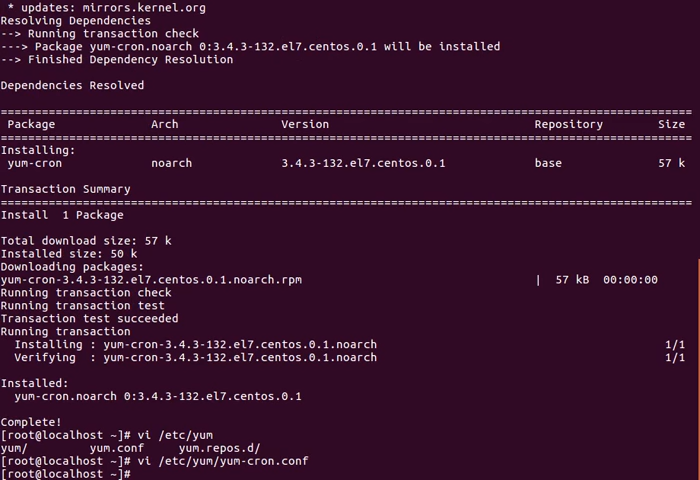 * updates: mirrors.kernel.org
Resolving Dependencies
--> Running transaction check
---> Package yum-cron.noarch 0:3.4.3-132.el7.centos.0.1 will be installed
--> Finished Dependency Resolution
Dependencies Resolved
================================================================================
Package Arch Version Repository Size
================================================================================
Installing:
yum-cron noarch 3.4.3-132.el7.centos.0.1 base 57 k
Transaction Summary
================================================================================
Install  1 Package
Total download size: 57 k
Installed size: 50 k
Downloading packages:
yum-cron-3.4.3-132.el7.centos.0.1.noarch.rpm | 57 kB 00:00:00
Running transaction check
Running transaction test
Transaction test succeeded
Running transaction
  Installing : yum-cron-3.4.3-132.el7.centos.0.1.noarch 1/1
  Verifying  : yum-cron-3.4.3-132.el7.centos.0.1.noarch 1/1
Installed:
  yum-cron.noarch 0:3.4.3-132.el7.centos.0.1
Complete!
[root@localhost ~]# vi /etc/yum
yum/ yum.conf yum.repos.d/
[root@localhost ~]# vi /etc/yum/yum-cron.conf
[root@localhost ~]#